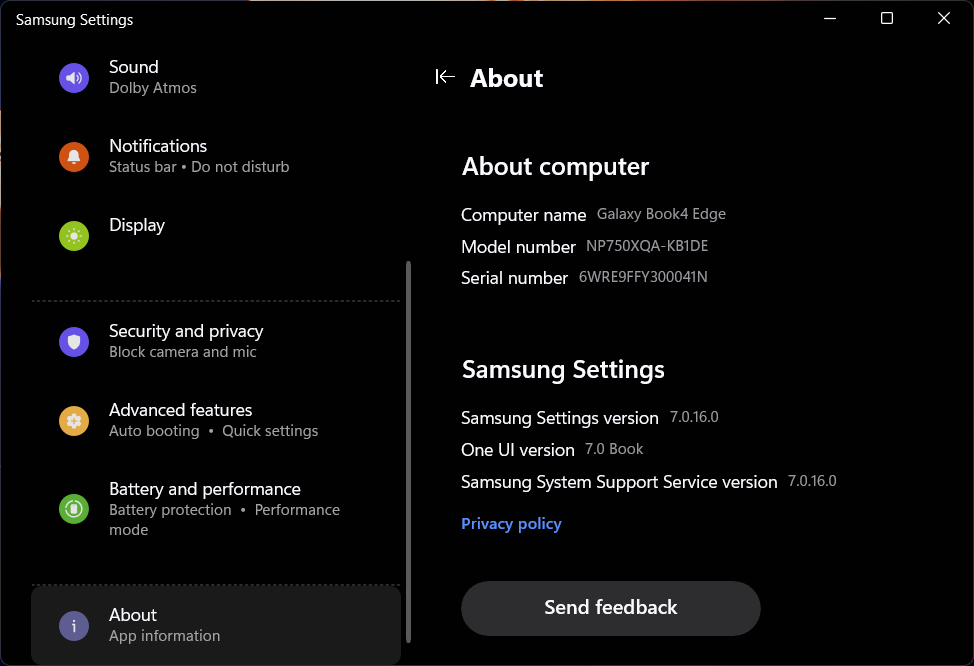 Samsung Settings
Sound
Dolby Atmos
Notifications
Status bar • Do not disturb
Display
Security and privacy
Block camera and mic
Advanced features
Auto booting • Quick settings
Battery and performance
Battery protection • Performance
mode
About
App information
About
About computer
Computer name Galaxy Book4 Edge
Model number NP750XQA-KB1DE
Serial number 6WRE9FFY300041N
Samsung Settings
Samsung Settings version 7.0.16.0
One UI version 7.0 Book
Samsung System Support Service version 7.0.16.0
Privacy policy
Send feedback